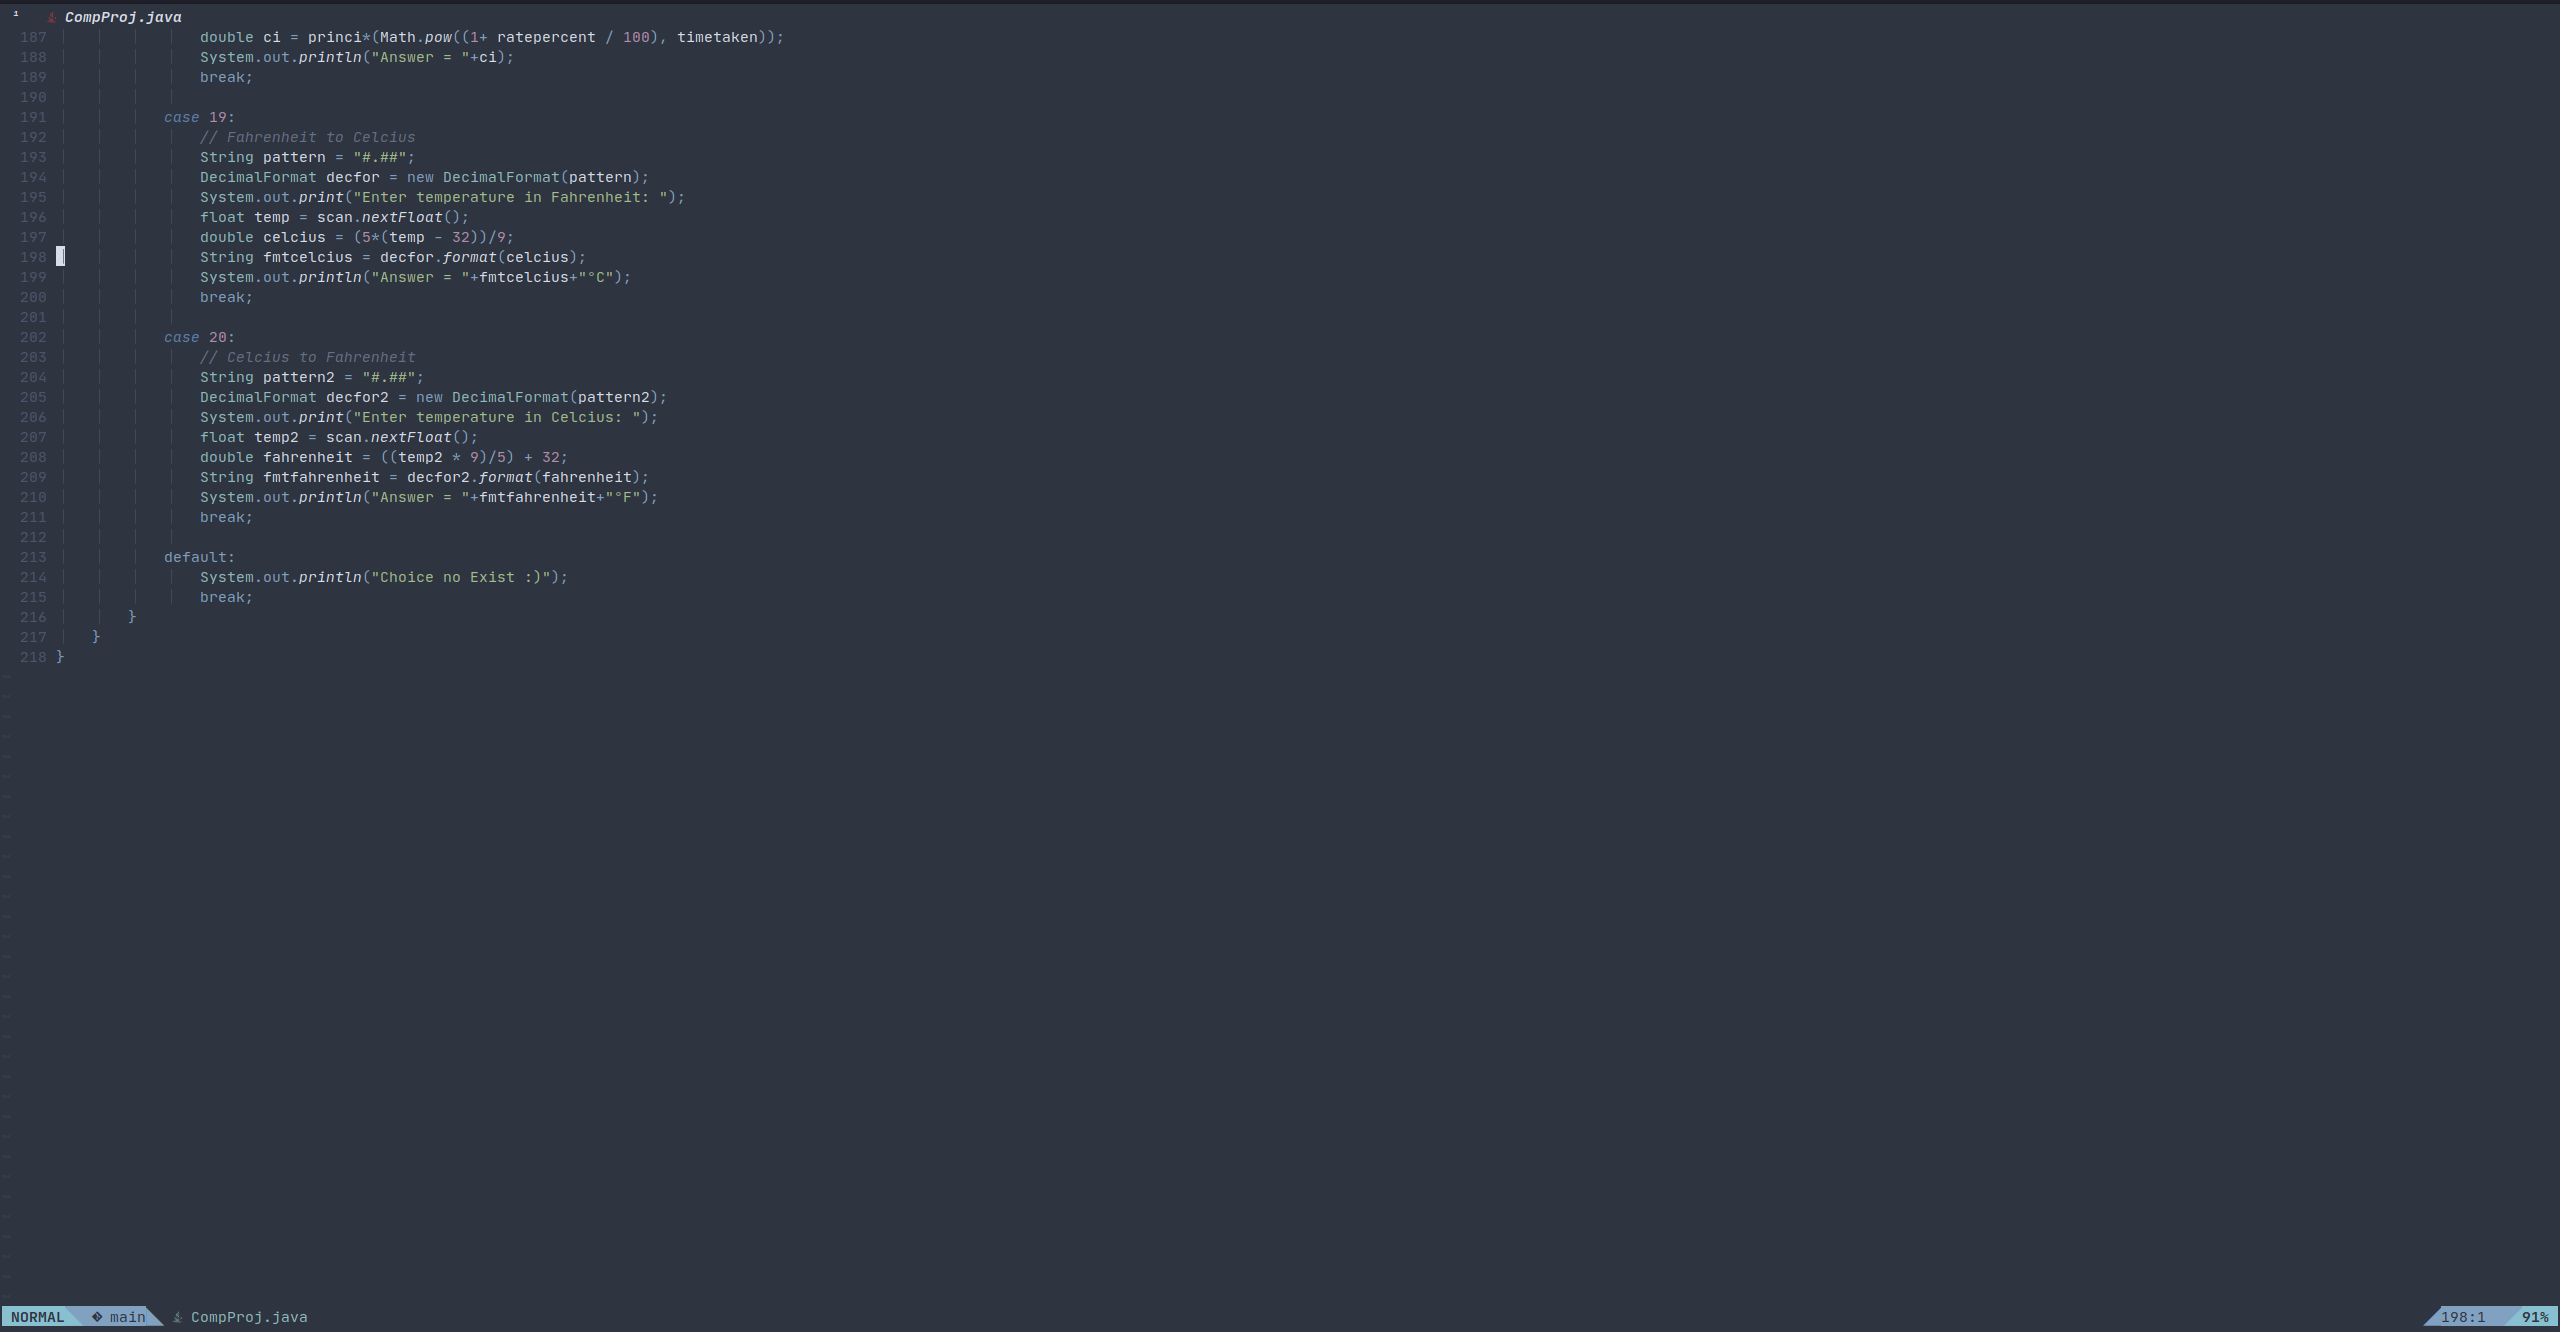 ¹ CompProj.java
187 double ci = princi*(Math.pow((1+ ratepercent / 100), timetaken));
188 System.out.println("Answer = "+ci);
189 break;
190
191 case 19:
192 // Fahrenheit to Celcius
193 String pattern = "#.##";
194 DecimalFormat decfor = new DecimalFormat(pattern);
195 System.out.print("Enter temperature in Fahrenheit: ");
196 float temp = scan.nextFloat();
197 double celcius = (5*(temp - 32))/9;
198 String fmtcelcius = decfor.format(celcius);
199 System.out.println("Answer = "+fmtcelcius+"°C");
200 break;
201
202 case 20:
203 // Celcius to Fahrenheit
204 String pattern2 = "#.##";
205 DecimalFormat decfor2 = new DecimalFormat(pattern2);
206 System.out.print("Enter temperature in Celcius: ");
207 float temp2 = scan.nextFloat();
208 double fahrenheit = ((temp2 * 9)/5) + 32;
209 String fmtfahrenheit = decfor2.format(fahrenheit);
210 System.out.println("Answer = "+fmtfahrenheit+"°F");
211 break;
212
213 default:
214 System.out.println("Choice no Exist :)");
215 break;
216 }
217 }
218 }
NORMAL main CompProj.java 198:1 91%